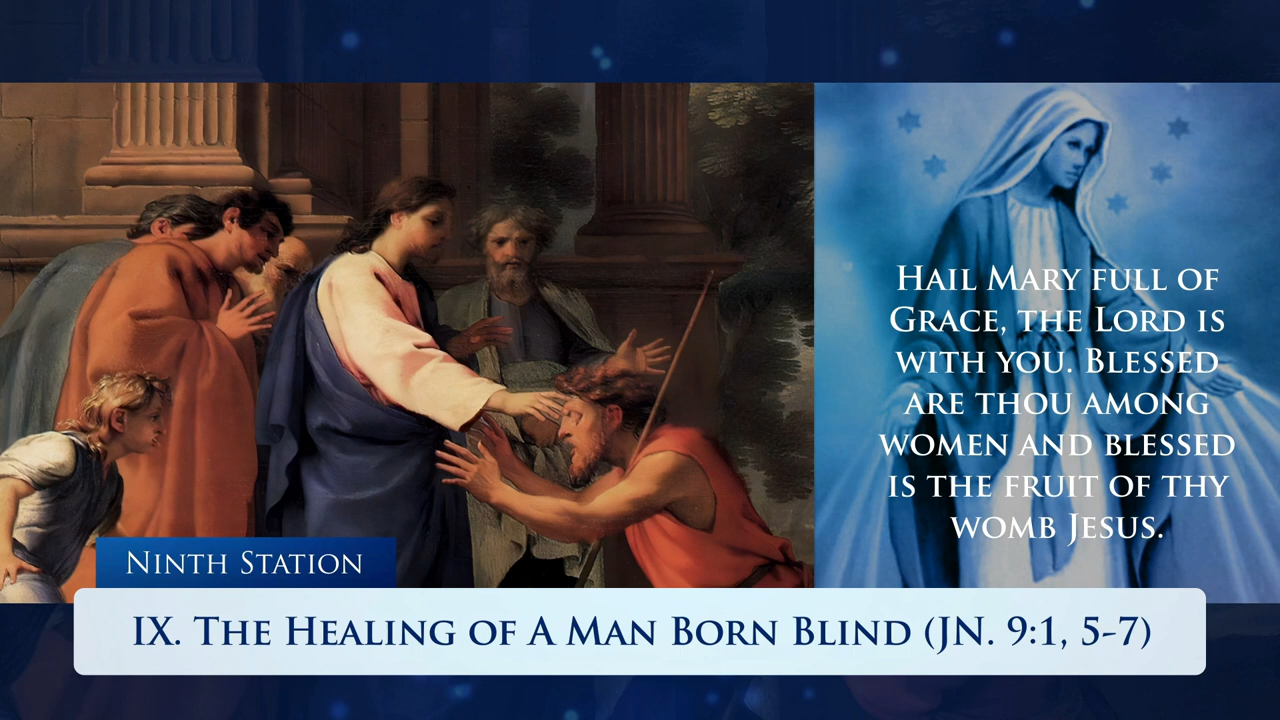 Hail Mary full of
Grace, the Lord is
with you. Blessed
are thou among
women and blessed
is the fruit of thy
womb Jesus.
Ninth Station
IX. The Healing of A Man Born Blind (JN. 9:1, 5-7)